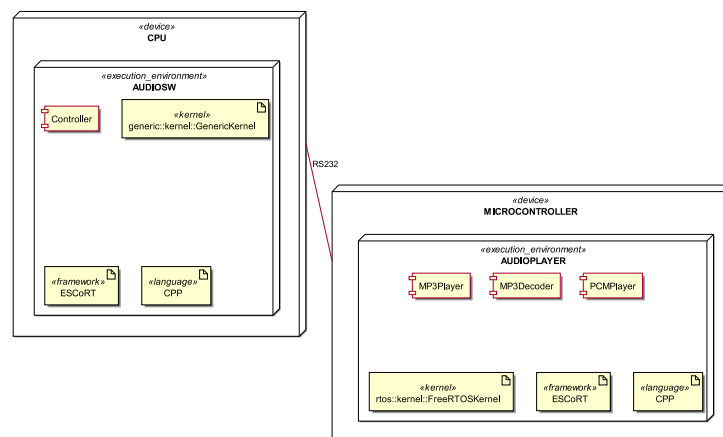 «device»
CPU
«execution_environment»
AUDIOSW
Controller
«kernel»
generic::kernel::GenericKernel
«framework»
ESCoRT
«language»
CPP
RS232
«device»
MICROCONTROLLER
«execution_environment»
AUDIOPLAYER
MP3Player
MP3Decoder
PCMPlayer
«kernel»
rtos::kernel::FreeRTOSKernel
«framework»
ESCoRT
«language»
CPP